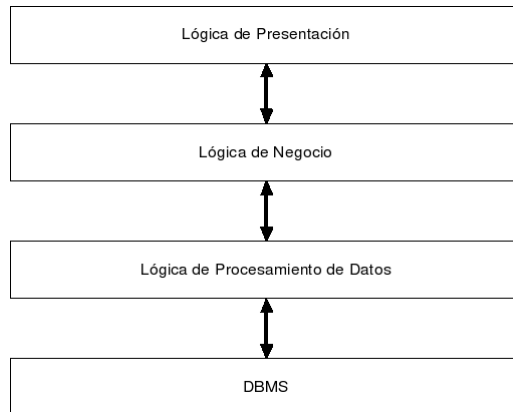 Lógica de Presentación
Lógica de Negocio
Lógica de Procesamiento de Datos
DBMS